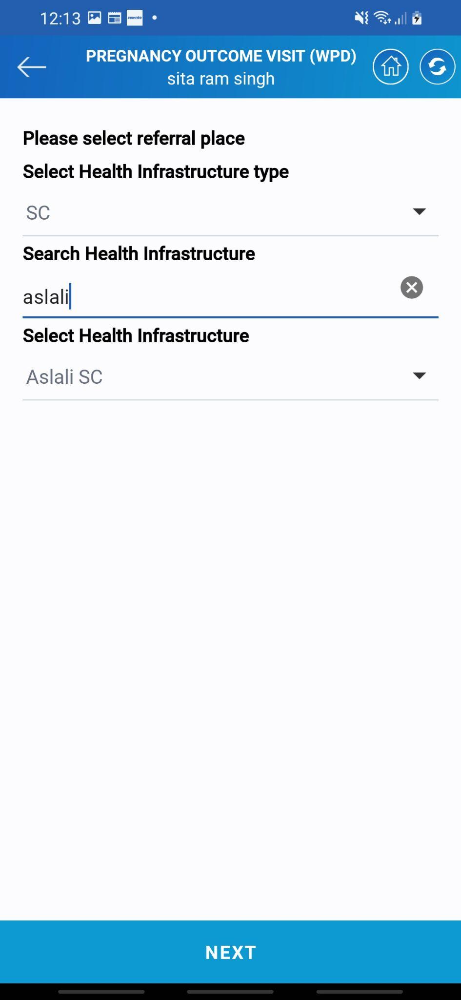 12:13 zomato
PREGNANCY OUTCOME VISIT (WPD)
sita ram singh
Please select referral place
Select Health Infrastructure type
SC
Search Health Infrastructure
aslali
Select Health Infrastructure
Aslali SC
NEXT